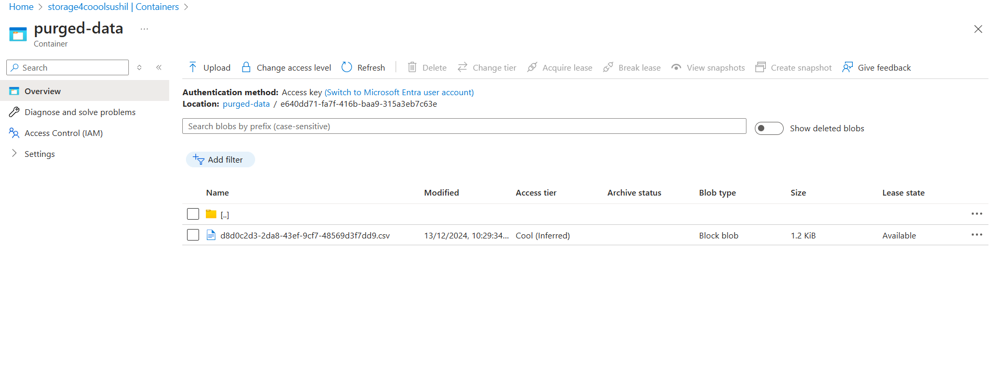 Home > storage4cooolsushil | Containers >
purged-data ...
Container
Search
Overview
Diagnose and solve problems
Access Control (IAM)
Settings
Upload Change access level Refresh Delete Change tier Acquire lease Break lease View snapshots Create snapshot Give feedback
Authentication method: Access key (Switch to Microsoft Entra user account)
Location: purged-data / e640dd71-fa7f-416b-baa9-315a3eb7c63e
Search blobs by prefix (case-sensitive)
Show deleted blobs
Add filter
Name Modified Access tier Archive status Blob type Size Lease state
[..]
d8d0c2d3-2da8-43ef-9cf7-48569d3f7dd9.csv 13/12/2024, 10:29:34... Cool (Inferred) Block blob 1.2 KiB Available